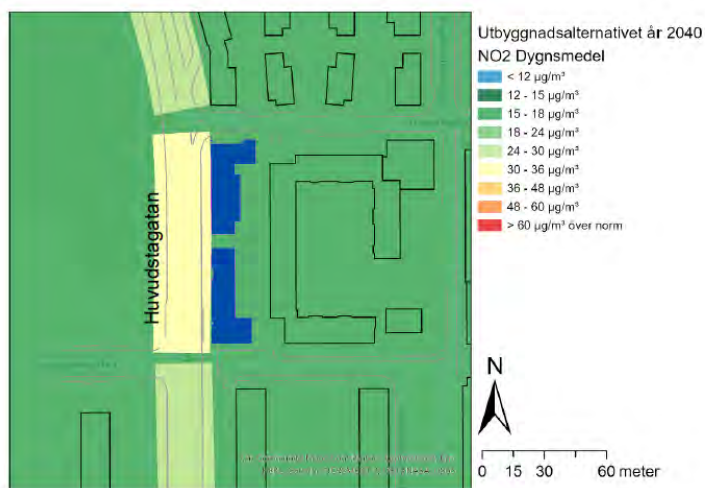 Utbyggnadsalternativet år 2040
NO2 Dygnsmedel
< 12 µg/m³
12 - 15 µg/m³
15 - 18 µg/m³
18 - 24 µg/m³
24 - 30 µg/m³
30 - 36 µg/m³
36 - 48 µg/m³
48 - 60 µg/m³
> 60 µg/m³ över norm
Huvudstagatan
N
0 15 30 60 meter